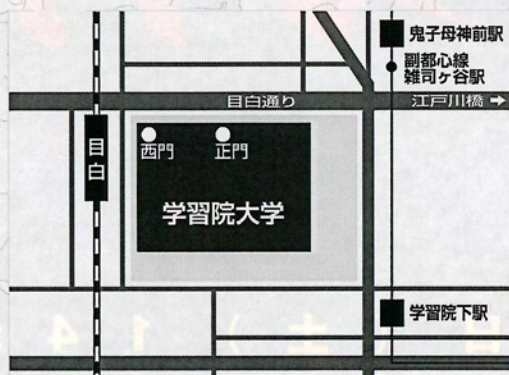 鬼子母神前駅
副都心線
雑司ヶ谷駅
目白通り
江戸川橋 ➡
目白
西門
正門
学習院大学
学習院下駅